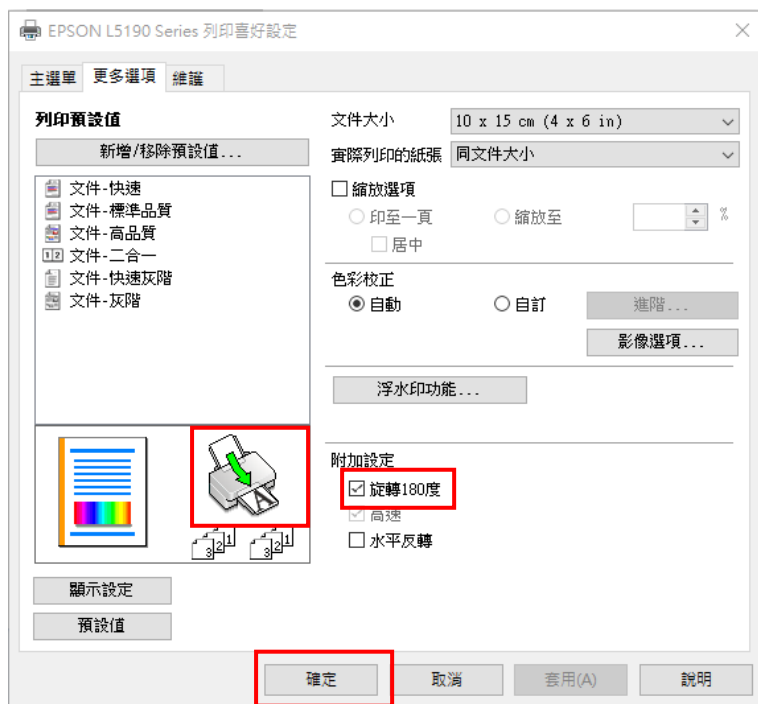 EPSON L5190 Series 列印喜好設定
主選單 更多選項 維護
列印預設值
新增/移除預設值...
文件-快速
文件-標準品質
文件-高品質
12 文件-二合一
文件-快速灰階
文件-灰階
A
3 2 1 3 2 1
顯示設定
預設值
文件大小 10 x 15 cm (4 x 6 in)
實際列印的紙張 同文件大小
縮放選項
印至一頁 縮放至 %
居中
色彩校正
自動 自訂 進階...
影像選項...
浮水印功能...
附加設定
旋轉180度
高速
水平反轉
確定 取消 套用(A) 說明